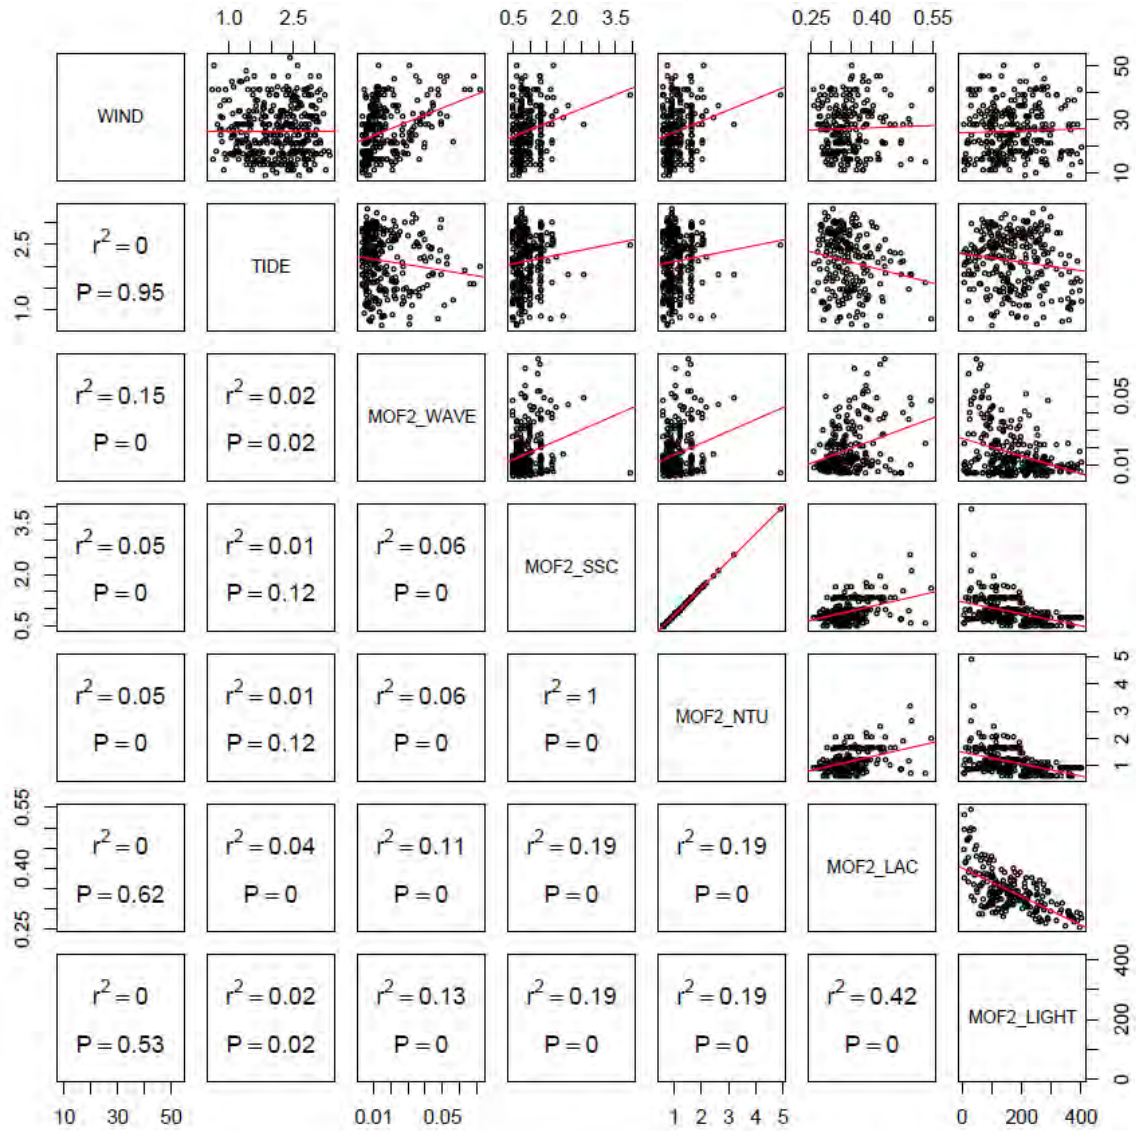 1.0 2.5 0.5 2.0 3.5 0.25 0.40 0.55
WIND
10 30 50
1.0 2.5
r² = 0
P = 0.95
TIDE
r² = 0.15
P = 0
r² = 0.02
P = 0.02
MOF2_WAVE
0.01 0.05
0.5 2.0 3.5
r² = 0.05
P = 0
r² = 0.01
P = 0.12
r² = 0.06
P = 0
MOF2_SSC
r² = 0.05
P = 0
r² = 0.01
P = 0.12
r² = 0.06
P = 0
r² = 1
P = 0
MOF2_NTU
1 2 3 4 5
0.25 0.40 0.55
r² = 0
P = 0.62
r² = 0.04
P = 0
r² = 0.11
P = 0
r² = 0.19
P = 0
r² = 0.19
P = 0
MOF2_LAC
r² = 0
P = 0.53
r² = 0.02
P = 0.02
r² = 0.13
P = 0
r² = 0.19
P = 0
r² = 0.19
P = 0
r² = 0.42
P = 0
MOF2_LIGHT
0 200 400
10 30 50 0.01 0.05 1 2 3 4 5 0 200 400